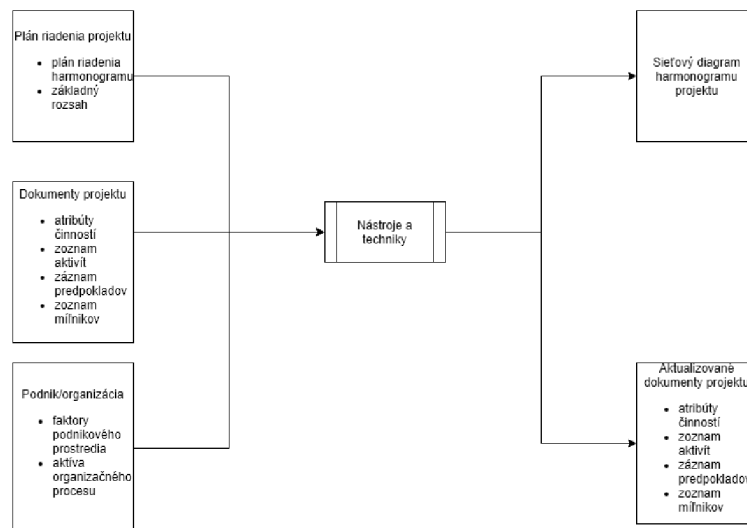 Plán riadenia projektu
plán riadenia
harmonogramu
základný
rozsah
Dokumenty projektu
atribúty
činností
zoznam
aktivít
záznam
predpokladov
zoznam
míľnikov
Podnik/organizácia
faktory
podnikového
prostredia
aktíva
organizačného
procesu
Nástroje a
techniky
Sieťový diagram
harmonogramu
projektu
Aktualizované
dokumenty projektu
atribúty
činností
zoznam
aktivít
záznam
predpokladov
zoznam
míľnikov